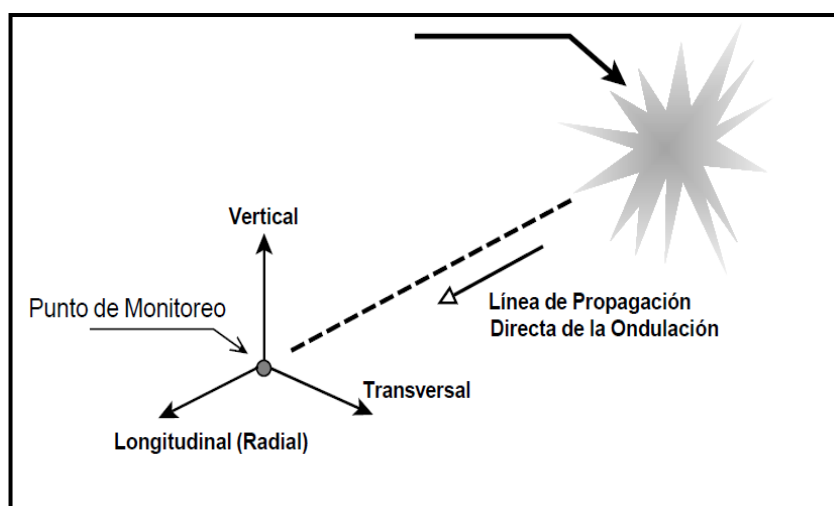 Vertical
Punto de Monitoreo
Línea de Propagación
Directa de la Ondulación
Transversal
Longitudinal (Radial)